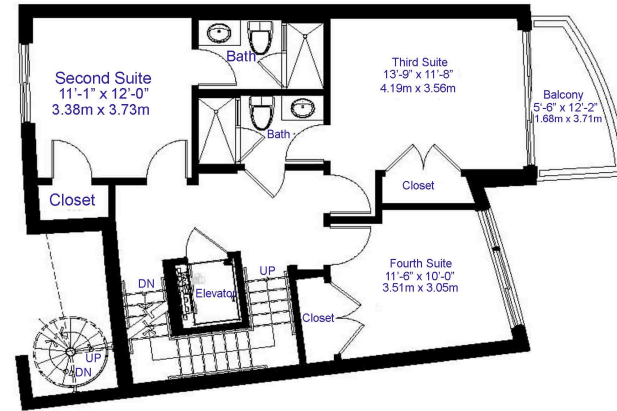 Second Suite
11'-1" x 12'-0"
3.38m x 3.73m
Bath
Third Suite
13'-9" x 11'-8"
4.19m x 3.56m
Balcony
5'-6" x 12'-2"
1.68m x 3.71m
Bath
Closet
Closet
Fourth Suite
11'-6" x 10'-0"
3.51m x 3.05m
DN
UP
Elevator
Closet
UP
DN